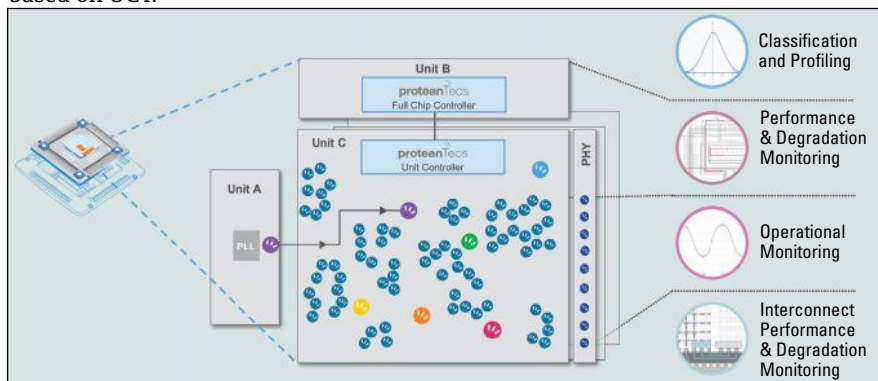 based on UCT.
Unit B
proteanTecs
Full Chip Controller
Unit C
proteanTecs
Unit Controller
PHY
Unit A
PLL
Classification
and Profiling
Performance
& Degradation
Monitoring
Operational
Monitoring
Interconnect
Performance
& Degradation
Monitoring